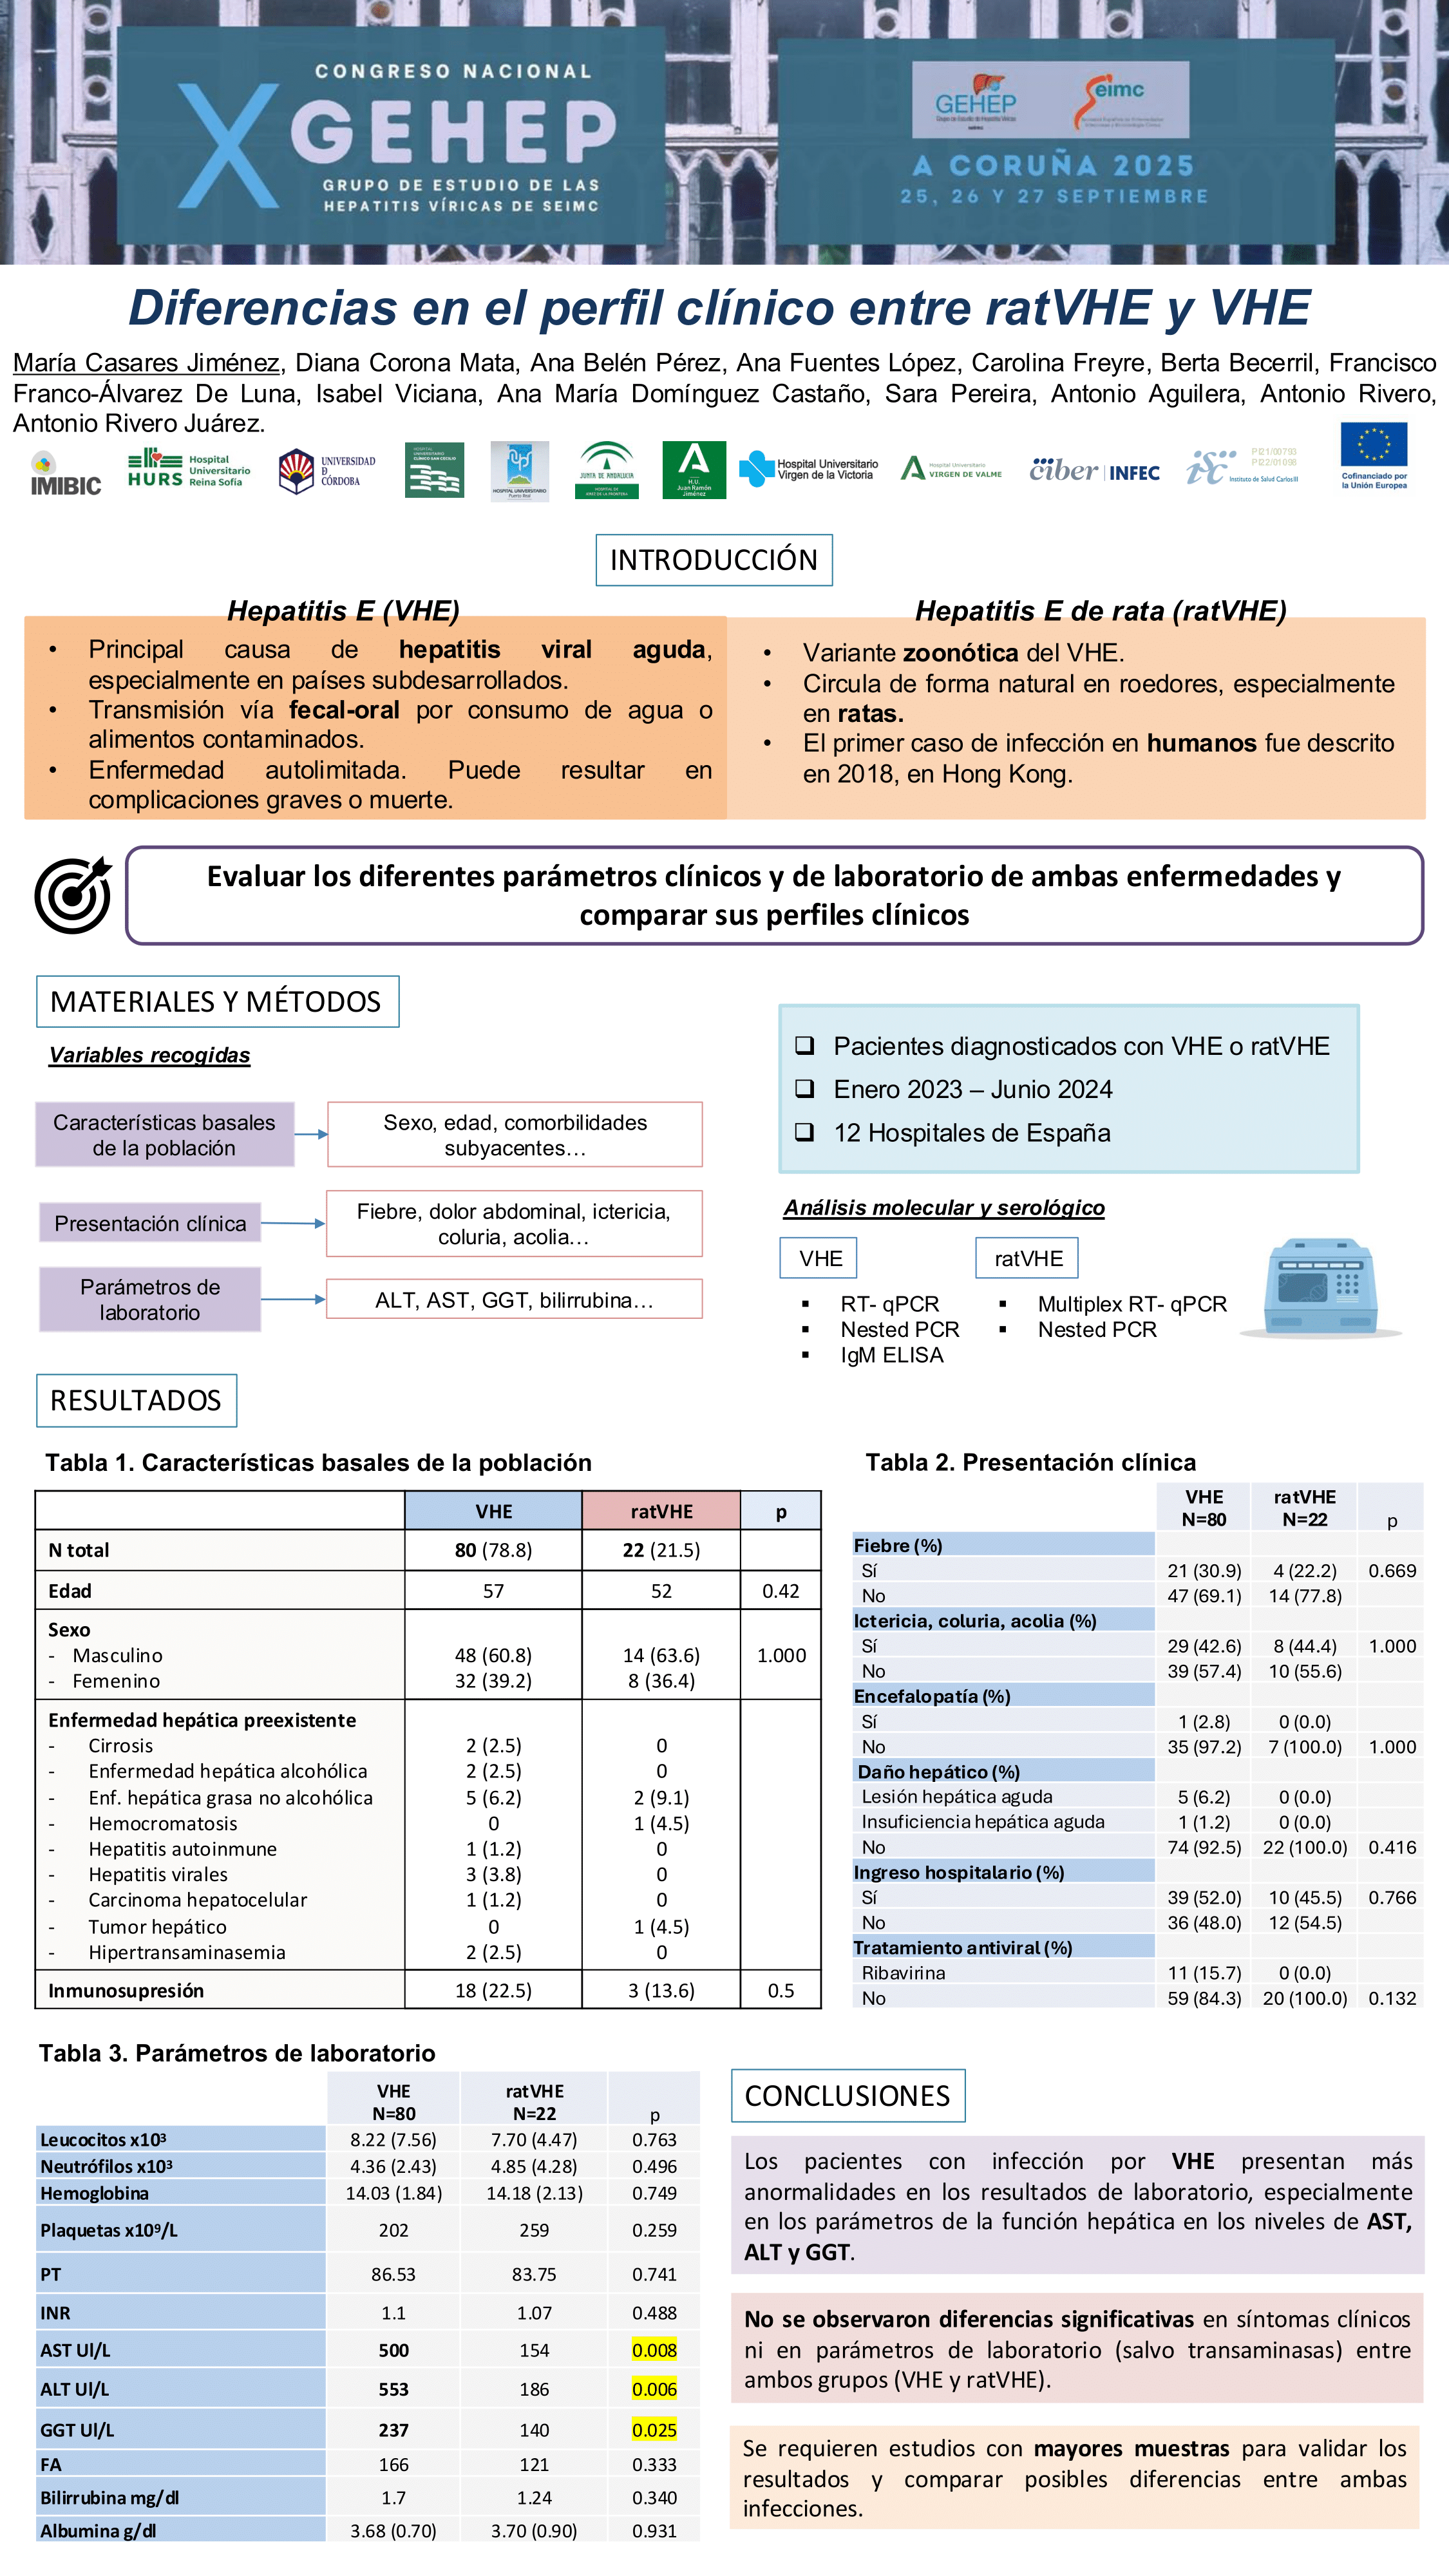 CONGRESO NACIONAL
X GEHEP
GRUPO DE ESTUDIO DE LAS
HEPATITIS VÍRICAS DE SEIMC
GEHEP
Seimc
A CORUÑA 2025
25, 26 Y 27 SEPTIEMBRE
Diferencias en el perfil clínico entre ratVHE y VHE
María Casares Jiménez, Diana Corona Mata, Ana Belén Pérez, Ana Fuentes López, Carolina Freyre, Berta Becerril, Francisco
Franco-Álvarez De Luna, Isabel Viciana, Ana María Domínguez Castaño, Sara Pereira, Antonio Aguilera, Antonio Rivero,
Antonio Rivero Juárez.
IMIBIC
HURS Hospital Universitario Reina Sofía
UNIVERSIDAD D CÓRDOBA
HOSPITAL UNIVERSITARIO CLÍNICO SAN CECILIO
HOSPITAL UNIVERSITARIO Puerto Real
JUNTA DE ANDALUCIA
HOSPITAL DE JEREZ DE LA FRONTERA
H.U. Juan Ramón Jiménez
Hospital Universitario Virgen de la Victoria
Hospital Universitario VIRGEN DE VALME
ciber | INFEC
isc Instituto de Salud Carlos III
PI21/00793
PI22/01098
Cofinanciado por la Unión Europea
INTRODUCCIÓN
Hepatitis E (VHE)
• Principal causa de hepatitis viral aguda,
especialmente en países subdesarrollados.
• Transmisión vía fecal-oral por consumo de agua o
alimentos contaminados.
• Enfermedad autolimitada. Puede resultar en
complicaciones graves o muerte.
Hepatitis E de rata (ratVHE)
• Variante zoonótica del VHE.
• Circula de forma natural en roedores, especialmente
en ratas.
• El primer caso de infección en humanos fue descrito
en 2018, en Hong Kong.
Evaluar los diferentes parámetros clínicos y de laboratorio de ambas enfermedades y
comparar sus perfiles clínicos
MATERIALES Y MÉTODOS
Variables recogidas
Características basales
de la población
Sexo, edad, comorbilidades
subyacentes…
Presentación clínica
Fiebre, dolor abdominal, ictericia,
coluria, acolia…
Parámetros de
laboratorio
ALT, AST, GGT, bilirrubina…
❑ Pacientes diagnosticados con VHE o ratVHE
❑ Enero 2023 – Junio 2024
❑ 12 Hospitales de España
Análisis molecular y serológico
VHE
▪ RT- qPCR
▪ Nested PCR
▪ IgM ELISA
ratVHE
▪ Multiplex RT- qPCR
▪ Nested PCR
RESULTADOS
Tabla 1. Características basales de la población
VHE ratVHE p
N total 80 (78.8) 22 (21.5)
Edad 57 52 0.42
Sexo
- Masculino 48 (60.8) 14 (63.6) 1.000
- Femenino 32 (39.2) 8 (36.4)
Enfermedad hepática preexistente
- Cirrosis 2 (2.5) 0
- Enfermedad hepática alcohólica 2 (2.5) 0
- Enf. hepática grasa no alcohólica 5 (6.2) 2 (9.1)
- Hemocromatosis 0 1 (4.5)
- Hepatitis autoinmune 1 (1.2) 0
- Hepatitis virales 3 (3.8) 0
- Carcinoma hepatocelular 1 (1.2) 0
- Tumor hepático 0 1 (4.5)
- Hipertransaminasemia 2 (2.5) 0
Inmunosupresión 18 (22.5) 3 (13.6) 0.5
Tabla 2. Presentación clínica
VHE N=80 ratVHE N=22 p
Fiebre (%)
Sí 21 (30.9) 4 (22.2) 0.669
No 47 (69.1) 14 (77.8)
Ictericia, coluria, acolia (%)
Sí 29 (42.6) 8 (44.4) 1.000
No 39 (57.4) 10 (55.6)
Encefalopatía (%)
Sí 1 (2.8) 0 (0.0)
No 35 (97.2) 7 (100.0) 1.000
Daño hepático (%)
Lesión hepática aguda 5 (6.2) 0 (0.0)
Insuficiencia hepática aguda 1 (1.2) 0 (0.0)
No 74 (92.5) 22 (100.0) 0.416
Ingreso hospitalario (%)
Sí 39 (52.0) 10 (45.5) 0.766
No 36 (48.0) 12 (54.5)
Tratamiento antiviral (%)
Ribavirina 11 (15.7) 0 (0.0)
No 59 (84.3) 20 (100.0) 0.132
Tabla 3. Parámetros de laboratorio
VHE N=80 ratVHE N=22 p
Leucocitos x10³ 8.22 (7.56) 7.70 (4.47) 0.763
Neutrófilos x10³ 4.36 (2.43) 4.85 (4.28) 0.496
Hemoglobina 14.03 (1.84) 14.18 (2.13) 0.749
Plaquetas x10⁹/L 202 259 0.259
PT 86.53 83.75 0.741
INR 1.1 1.07 0.488
AST Ul/L 500 154 0.008
ALT Ul/L 553 186 0.006
GGT Ul/L 237 140 0.025
FA 166 121 0.333
Bilirrubina mg/dl 1.7 1.24 0.340
Albumina g/dl 3.68 (0.70) 3.70 (0.90) 0.931
CONCLUSIONES
Los pacientes con infección por VHE presentan más
anormalidades en los resultados de laboratorio, especialmente
en los parámetros de la función hepática en los niveles de AST,
ALT y GGT.
No se observaron diferencias significativas en síntomas clínicos
ni en parámetros de laboratorio (salvo transaminasas) entre
ambos grupos (VHE y ratVHE).
Se requieren estudios con mayores muestras para validar los
resultados y comparar posibles diferencias entre ambas
infecciones.